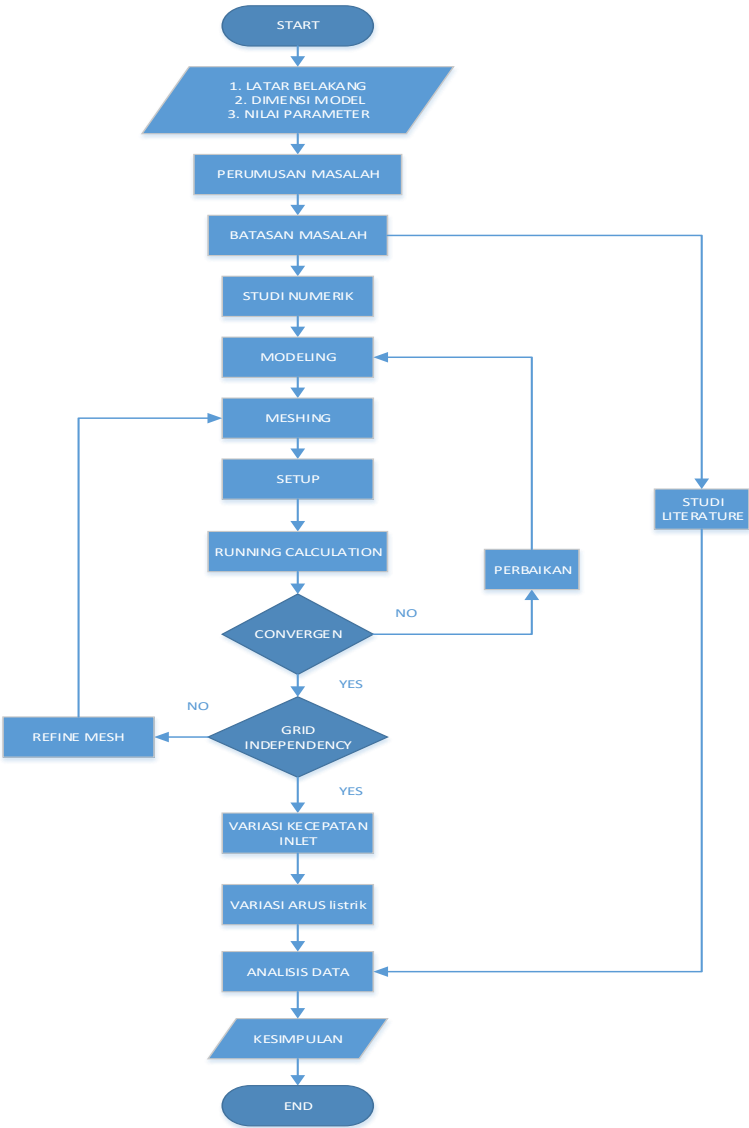 START
1. LATAR BELAKANG
2. DIMENSI MODEL
3. NILAI PARAMETER
PERUMUSAN MASALAH
BATASAN MASALAH
STUDI NUMERIK
MODELING
MESHING
SETUP
STUDI
LITERATURE
RUNNING CALCULATION
PERBAIKAN
NO
CONVERGEN
YES
NO
GRID
INDEPENDENCY
REFINE MESH
YES
VARIASI KECEPATAN
INLET
VARIASI ARUS listrik
ANALISIS DATA
KESIMPULAN
END